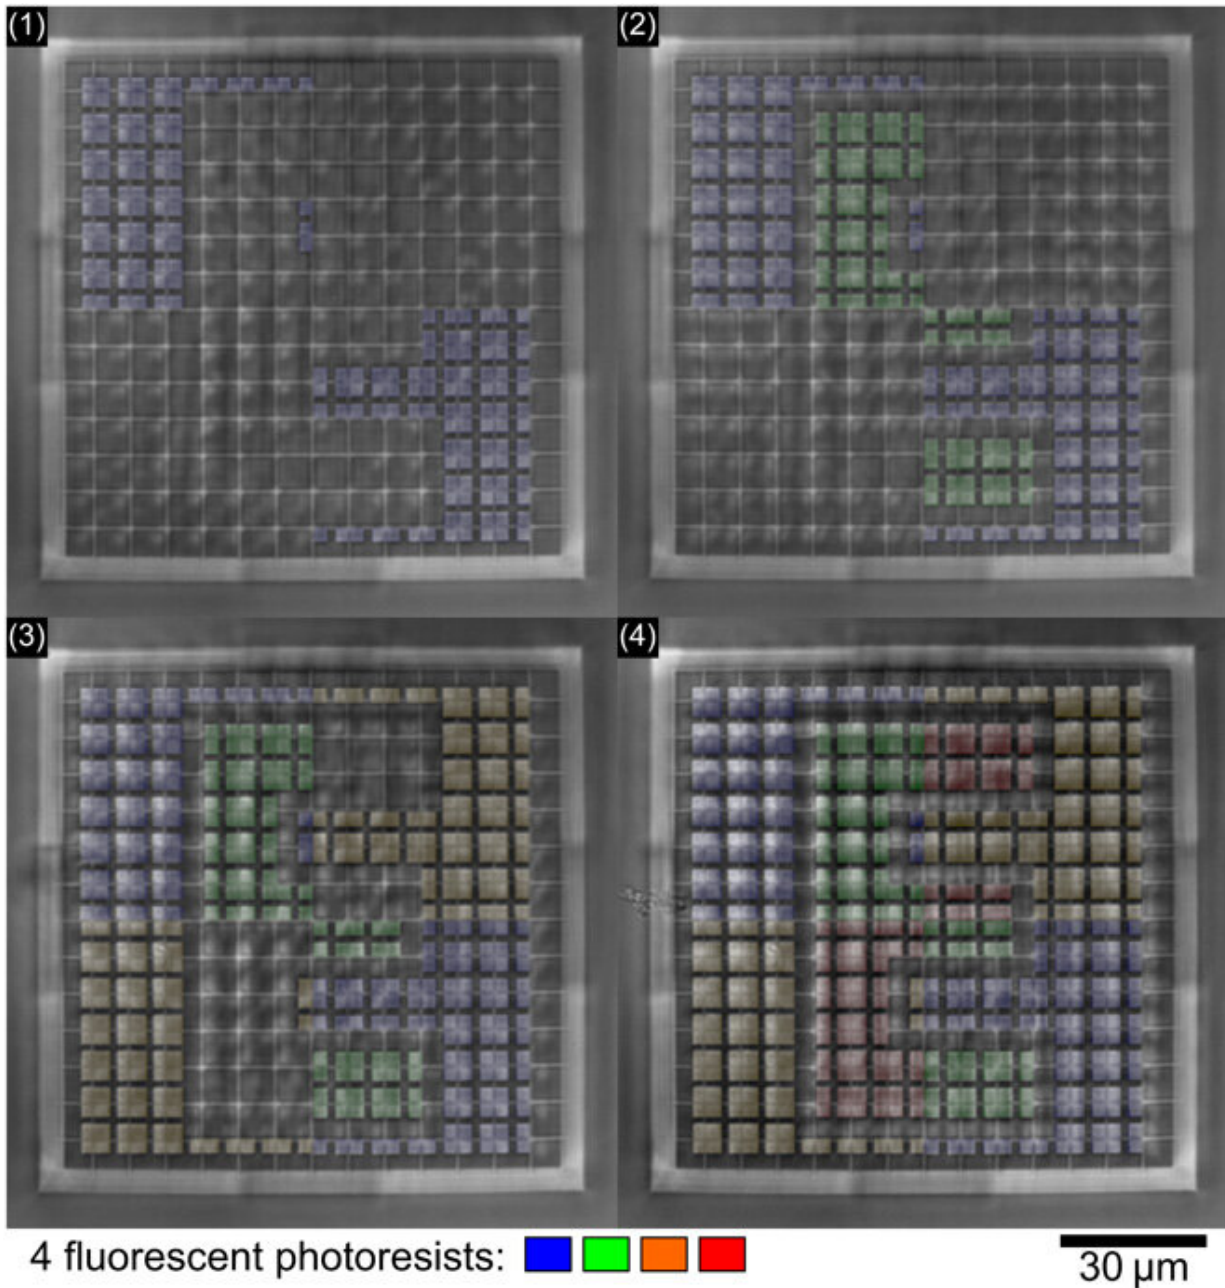 (1)
(2)
(3)
(4)
4 fluorescent photoresists:
30 µm